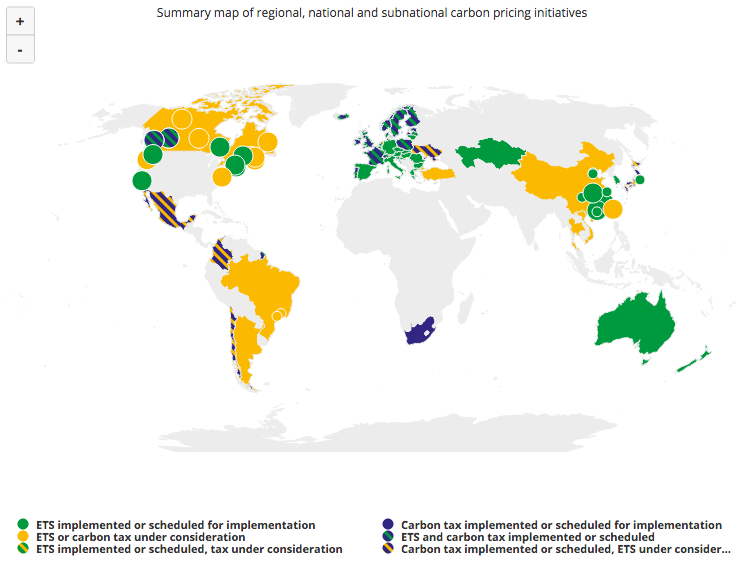 Summary map of regional, national and subnational carbon pricing initiatives
+
-
ETS implemented or scheduled for implementation
ETS or carbon tax under consideration
ETS implemented or scheduled, tax under consideration
Carbon tax implemented or scheduled for implementation
ETS and carbon tax implemented or scheduled
Carbon tax implemented or scheduled, ETS under consider...